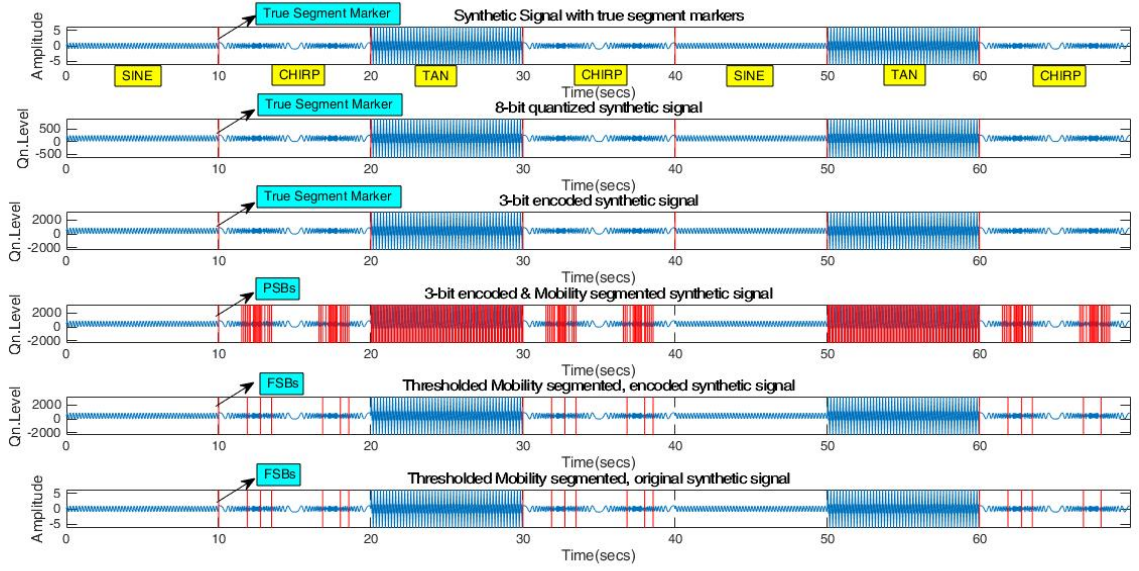 True Segment Marker
Synthetic Signal with true segment markers
Amplitude
5
0
-5
0 10 20 30 40 50 60
SINE CHIRP TAN CHIRP SINE TAN CHIRP
Time(secs)
True Segment Marker
8-bit quantized synthetic signal
Qn.Level
500
0
-500
0 10 20 30 40 50 60
Time(secs)
True Segment Marker
3-bit encoded synthetic signal
Qn.Level
2000
0
-2000
0 10 20 30 40 50 60
Time(secs)
PSBs
3-bit encoded & Mobility segmented synthetic signal
Qn.Level
2000
0
-2000
0 10 20 30 40 50 60
Time(secs)
FSBs
Thresholded Mobility segmented, encoded synthetic signal
Qn.Level
2000
0
-2000
0 10 20 30 40 50 60
Time(secs)
FSBs
Thresholded Mobility segmented, original synthetic signal
Amplitude
5
0
-5
0 10 20 30 40 50 60
Time(secs)